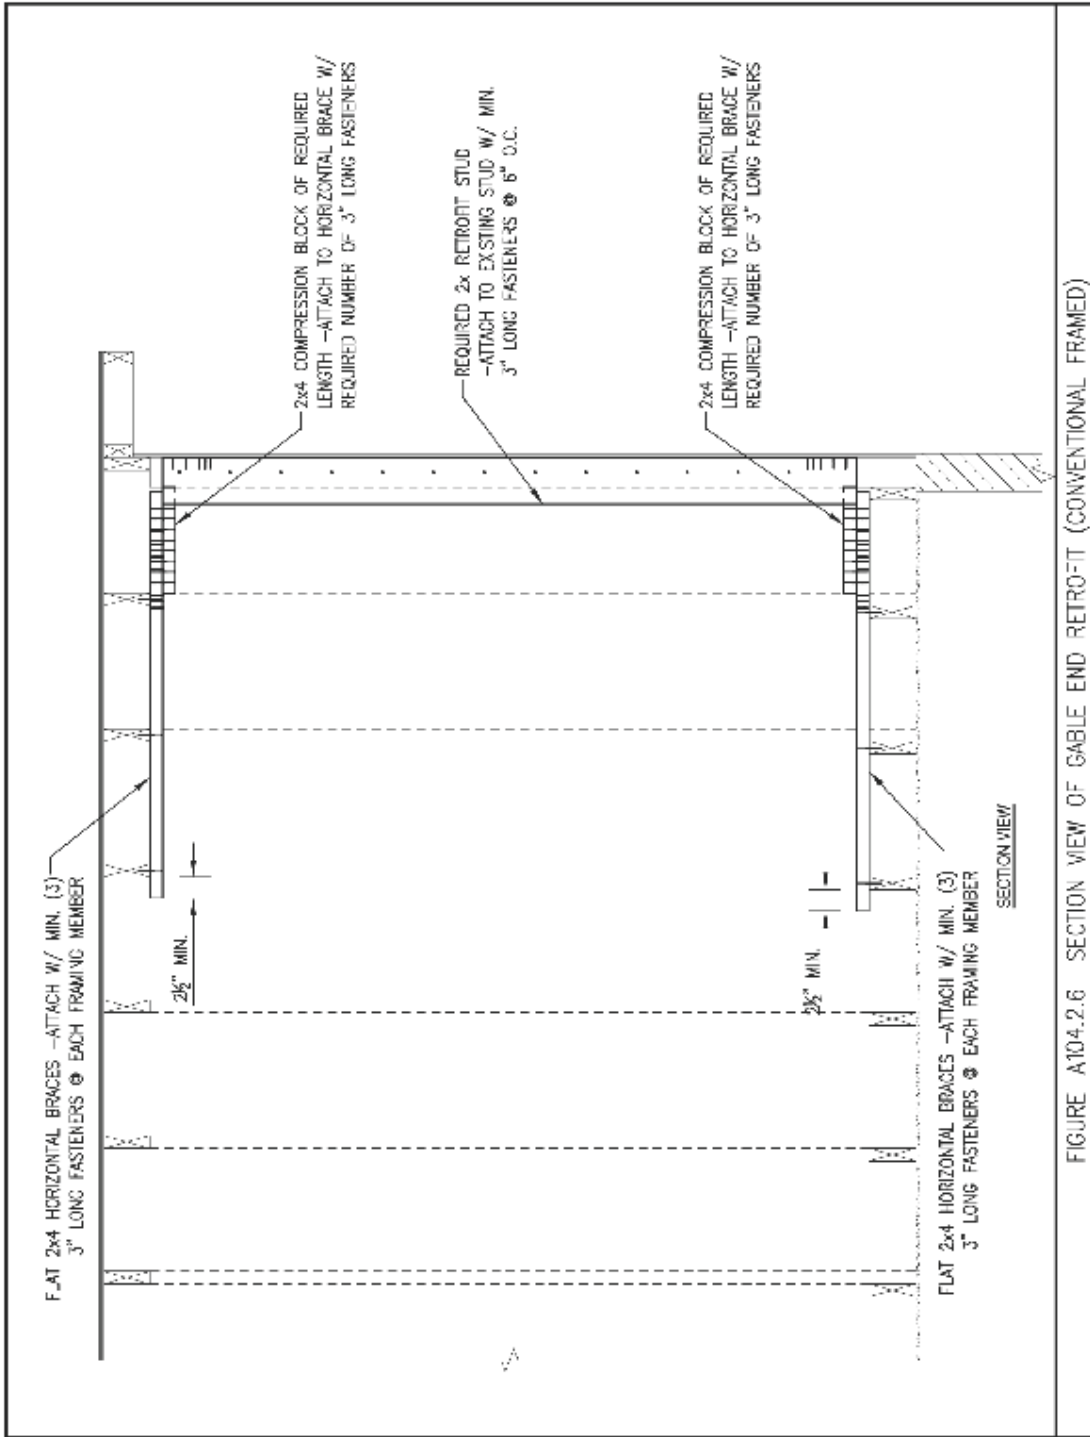 FLAT 2x4 HORIZONTAL BRACES -ATTACH W/ MIN. (3)
3" LONG FASTENERS @ EACH FRAMING MEMBER
2½" MIN.
2x4 COMPRESSION BLOCK OF REQUIRED
LENGTH -ATTACH TO HORIZONTAL BRACE W/
REQUIRED NUMBER OF 3" LONG FASTENERS
REQUIRED 2x RETROFIT STUD
-ATTACH TO EXISTING STUD W/ MIN.
3" LONG FASTENERS @ 6" O.C.
2x4 COMPRESSION BLOCK OF REQUIRED
LENGTH -ATTACH TO HORIZONTAL BRACE W/
REQUIRED NUMBER OF 3" LONG FASTENERS
2½" MIN.
FLAT 2x4 HORIZONTAL BRACES -ATTACH W/ MIN. (3)
3" LONG FASTENERS @ EACH FRAMING MEMBER
SECTION VIEW
FIGURE A104.2.6 SECTION VIEW OF GABLE END RETROFIT (CONVENTIONAL FRAMED)